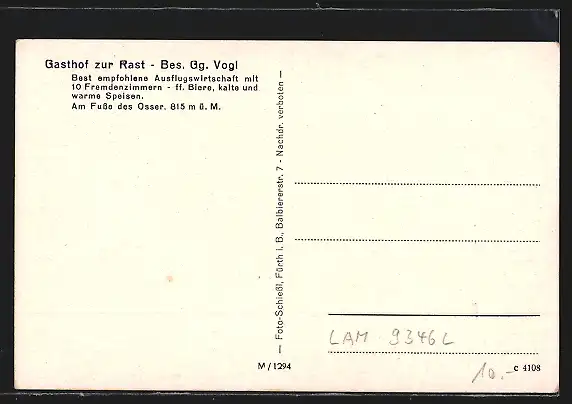 Gasthof zur Rast - Bes. Gg. Vogl
Best empfohlene Ausflugswirtschaft mit
10 Fremdenzimmern - ff. Biere, kalte und
warme Speisen.
Am Fuße des Osser. 815 m ü. M.
— Foto-Schießl, Fürth i. B., Balbiererstr. 7 - Nachdr. verboten —
LAM 9346L
M/1294
10.-
c 4108